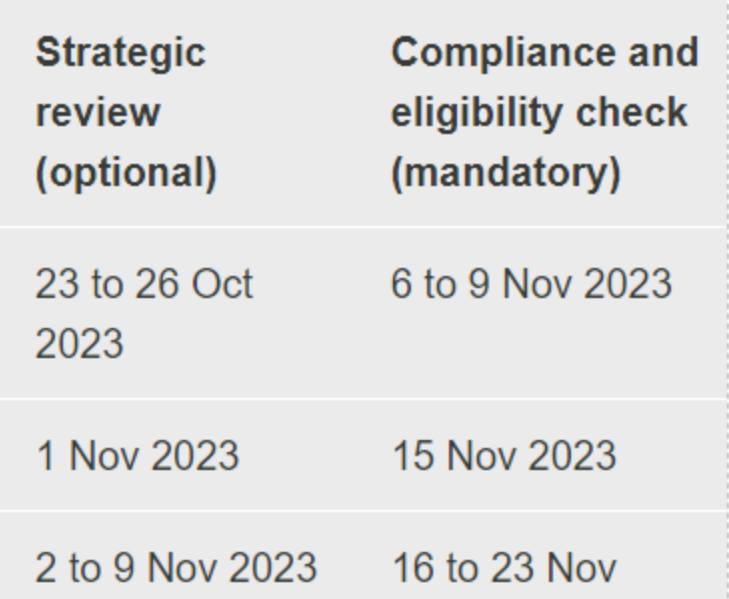 Strategic
review
(optional)
Compliance and
eligibility check
(mandatory)
23 to 26 Oct
2023
6 to 9 Nov 2023
1 Nov 2023
15 Nov 2023
2 to 9 Nov 2023
16 to 23 Nov